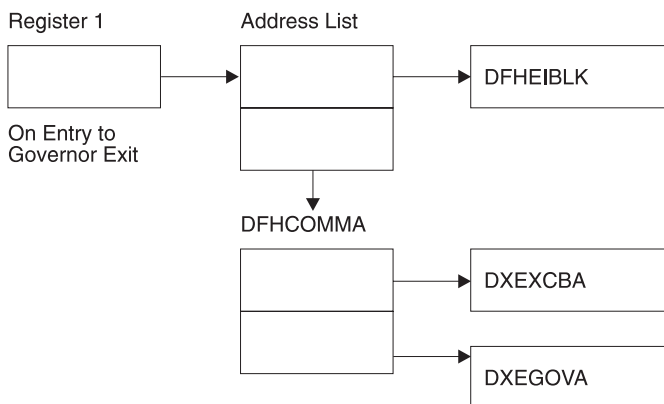 Register 1
Address List
DFHEIBLK
On Entry to
Governor Exit
DFHCOMMA
DXEXCBA
DXEGOVA